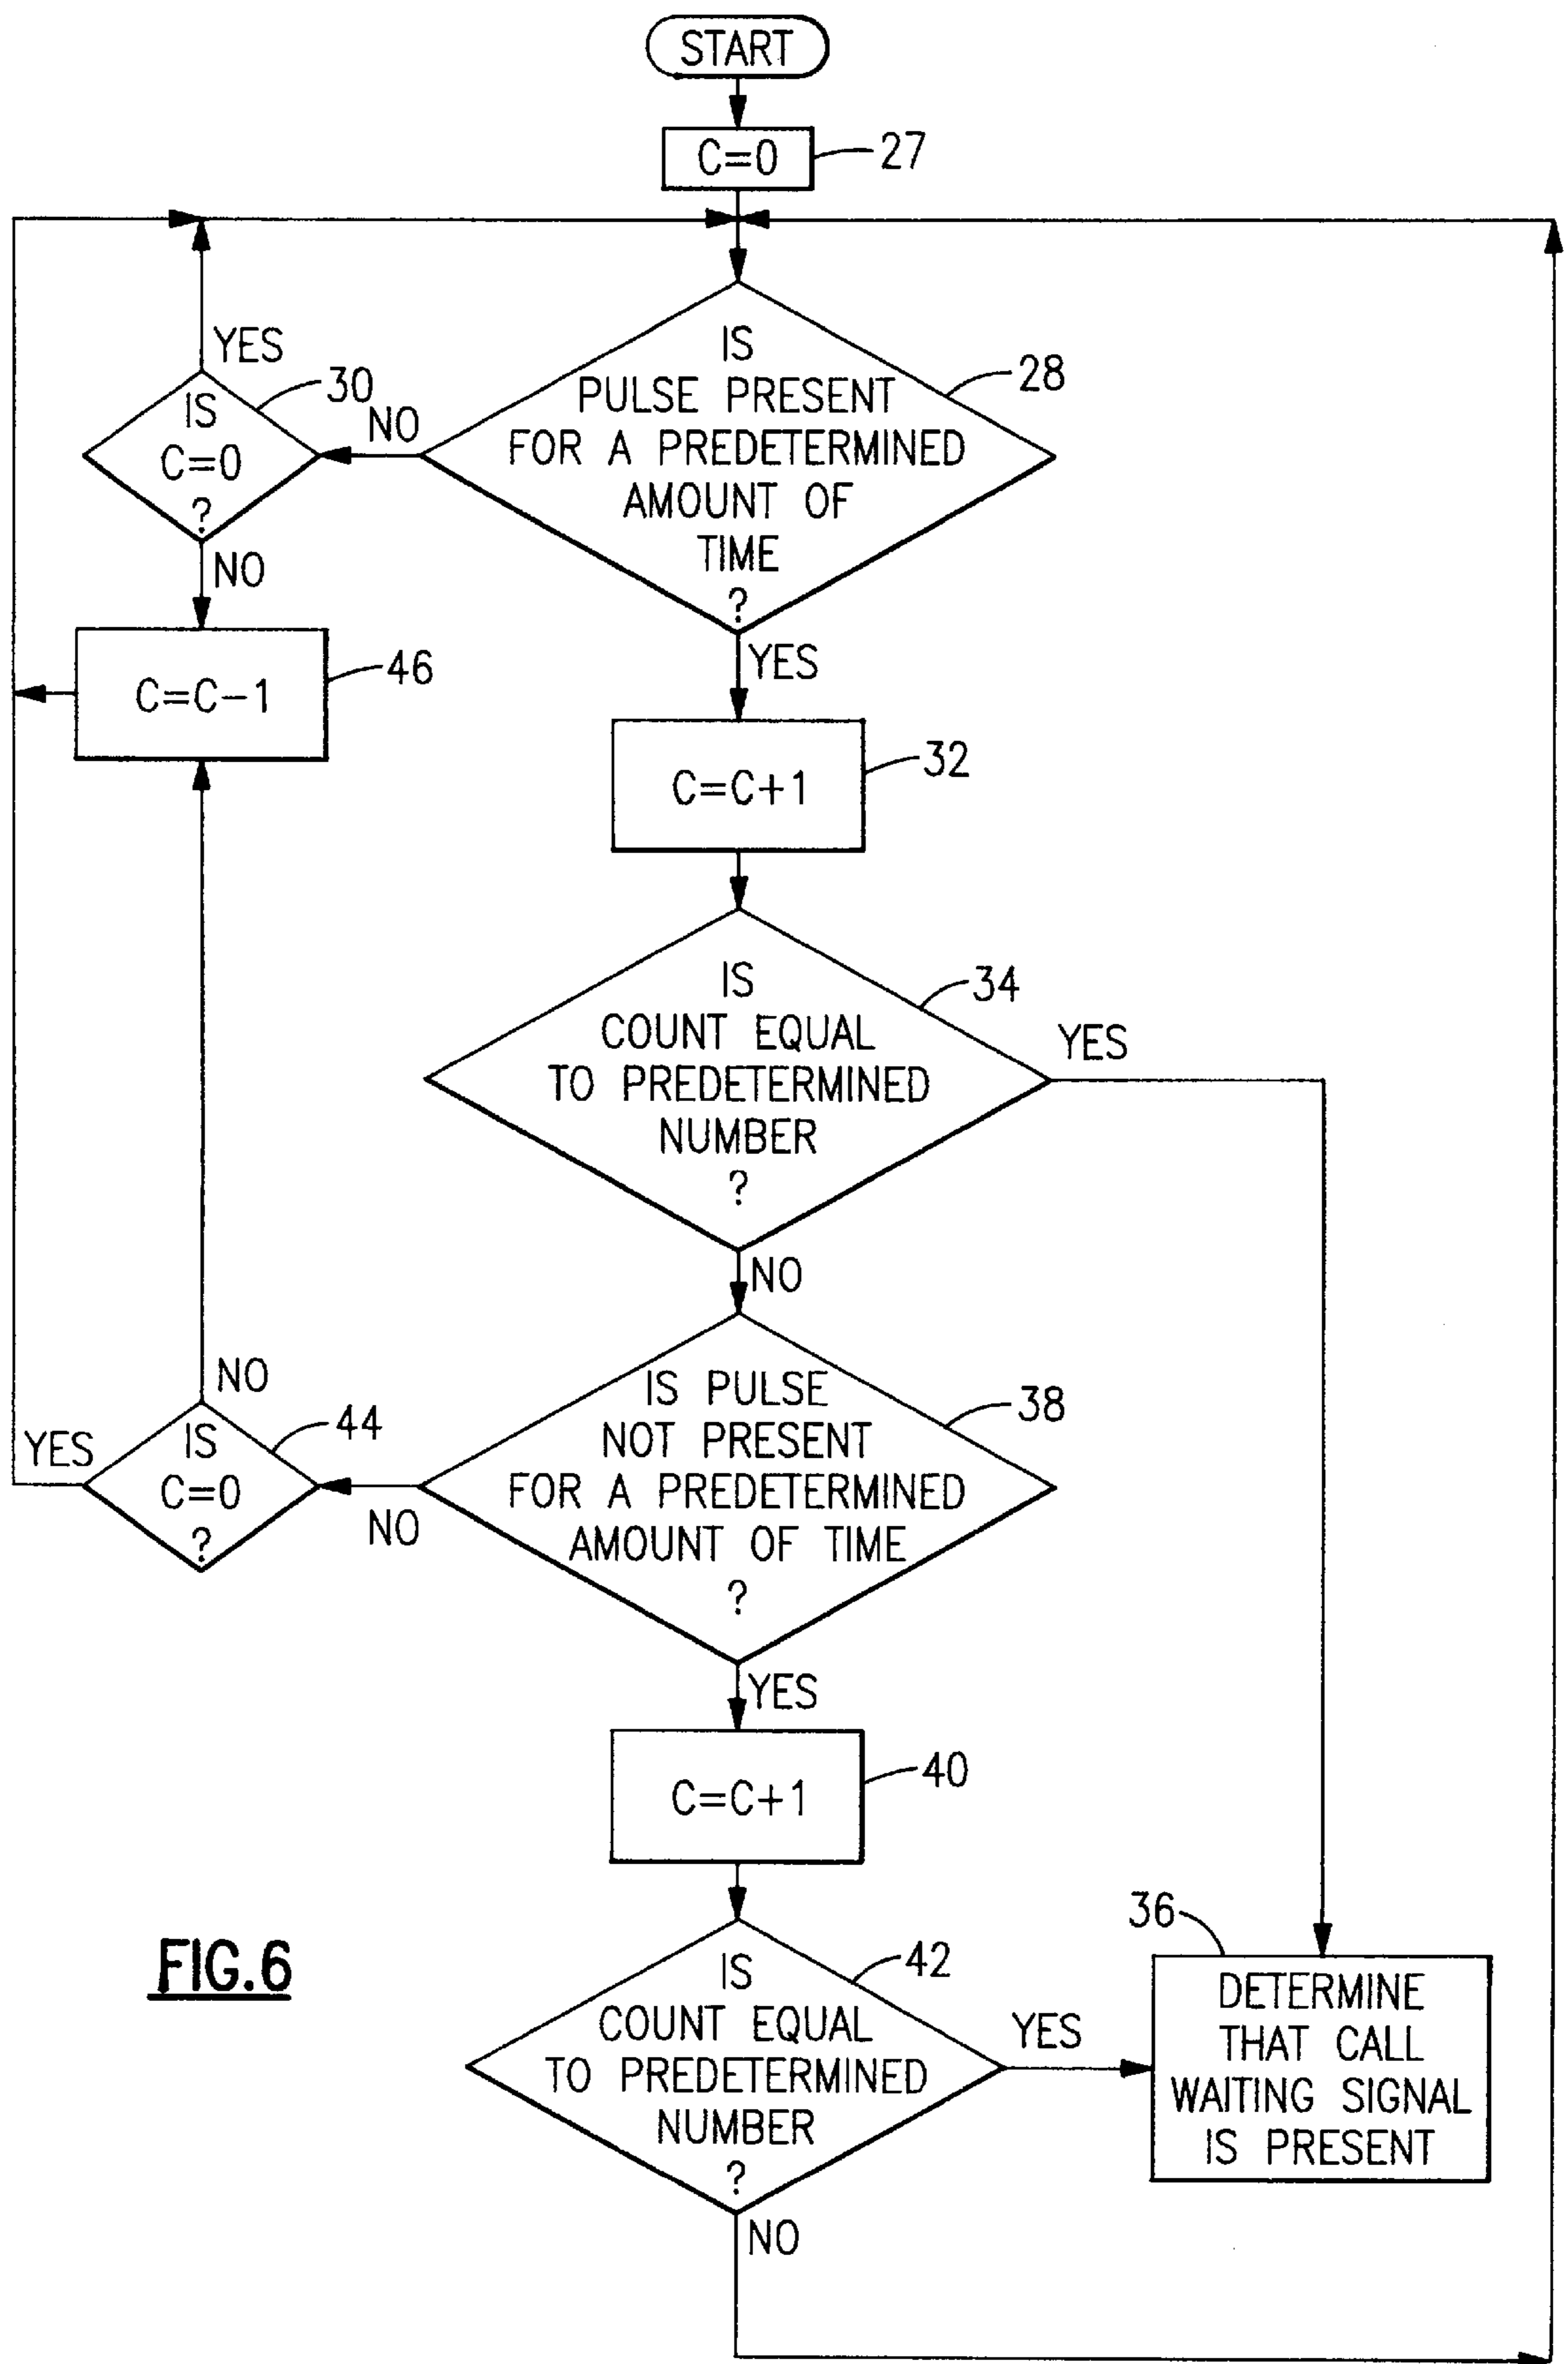 START
C=0
27
YES
30
IS
C=0
?
NO
IS
PULSE PRESENT
FOR A PREDETERMINED
AMOUNT OF
TIME
?
28
NO
YES
C=C-1
46
C=C+1
32
IS
COUNT EQUAL
TO PREDETERMINED
NUMBER
?
34
YES
NO
NO
YES
IS
C=0
?
44
NO
IS PULSE
NOT PRESENT
FOR A PREDETERMINED
AMOUNT OF TIME
?
38
YES
C=C+1
40
IS
COUNT EQUAL
TO PREDETERMINED
NUMBER
?
42
YES
NO
36
DETERMINE
THAT CALL
WAITING SIGNAL
IS PRESENT
FIG.6